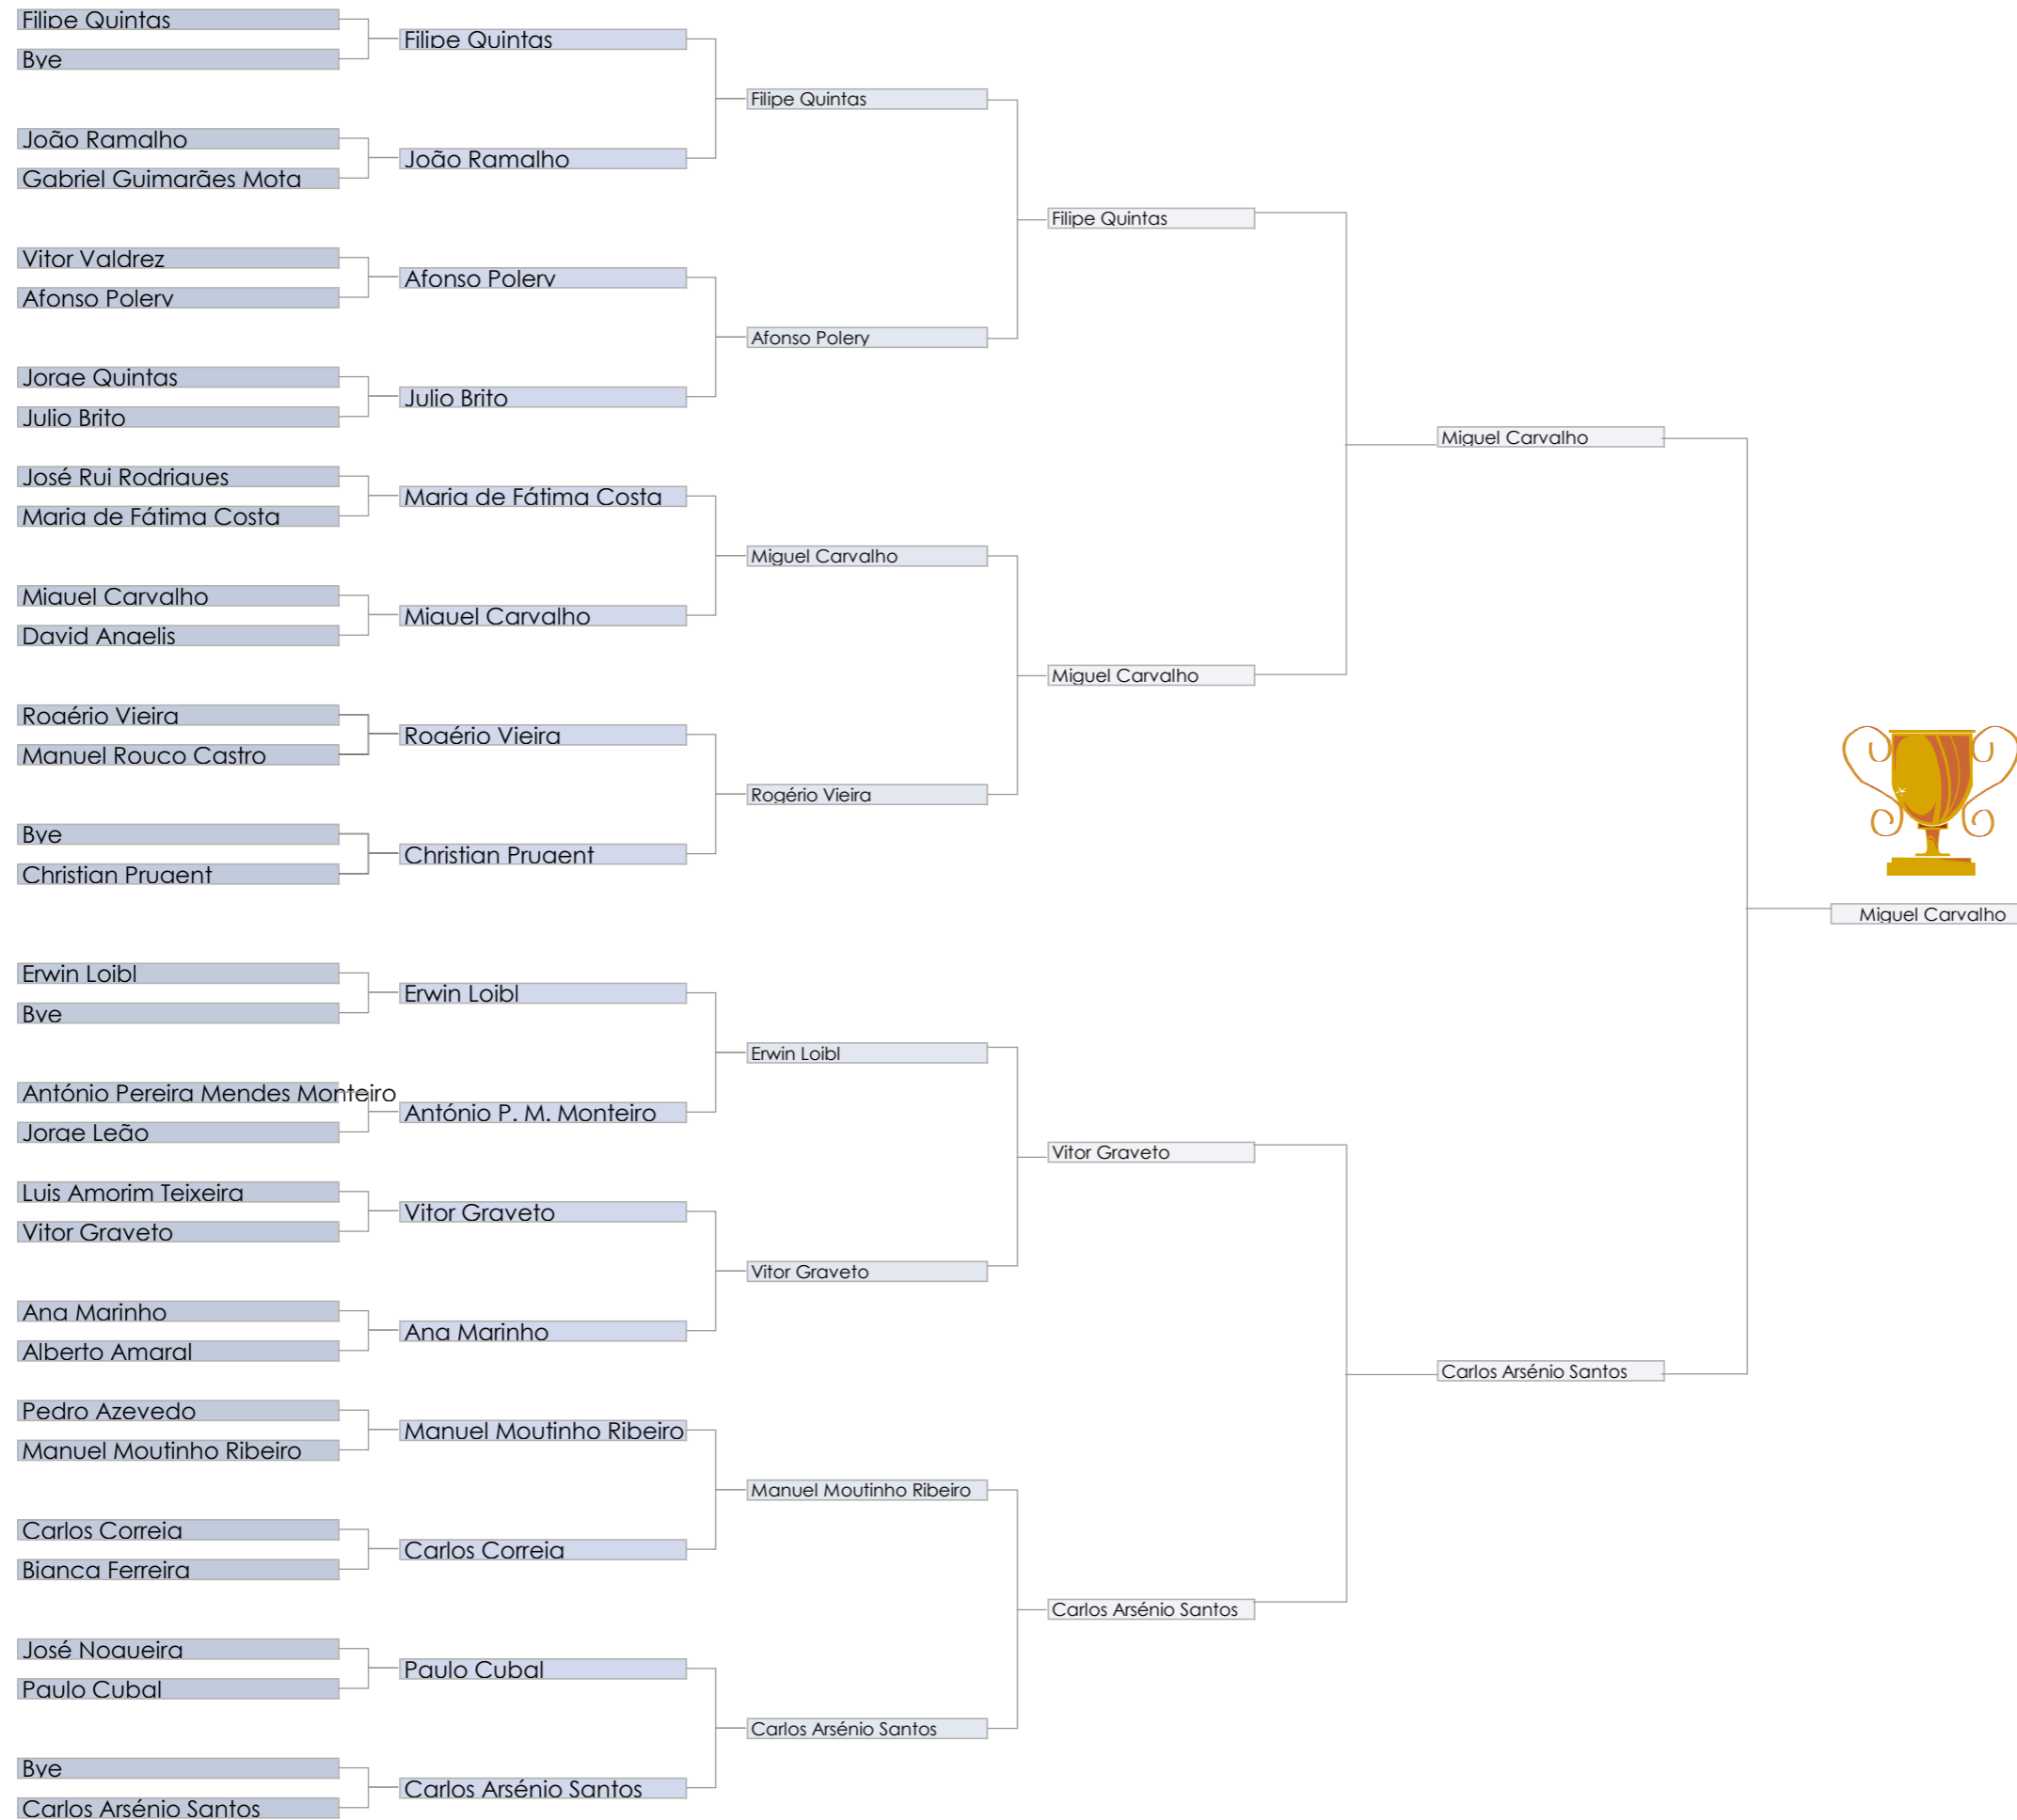 Filipe Quintas
Bye
João Ramalho
Gabriel Guimarães Mota
Vitor Valdrez
Afonso Polery
Jorge Quintas
Julio Brito
José Rui Rodrigues
Maria de Fátima Costa
Miguel Carvalho
David Angelis
Rogério Vieira
Manuel Rouco Castro
Bye
Christian Prugent
Erwin Loibl
Bye
António Pereira Mendes Monteiro
Jorge Leão
Luis Amorim Teixeira
Vitor Graveto
Ana Marinho
Alberto Amaral
Pedro Azevedo
Manuel Moutinho Ribeiro
Carlos Correia
Bianca Ferreira
José Nogueira
Paulo Cubal
Bye
Carlos Arsénio Santos
Filipe Quintas
João Ramalho
Afonso Polery
Julio Brito
Maria de Fátima Costa
Miguel Carvalho
Rogério Vieira
Christian Prugent
Erwin Loibl
António P. M. Monteiro
Vitor Graveto
Ana Marinho
Manuel Moutinho Ribeiro
Carlos Correia
Paulo Cubal
Carlos Arsénio Santos
Filipe Quintas
Afonso Polery
Miguel Carvalho
Rogério Vieira
Erwin Loibl
Vitor Graveto
Manuel Moutinho Ribeiro
Carlos Arsénio Santos
Filipe Quintas
Miguel Carvalho
Vitor Graveto
Carlos Arsénio Santos
Miguel Carvalho
Carlos Arsénio Santos
Miguel Carvalho